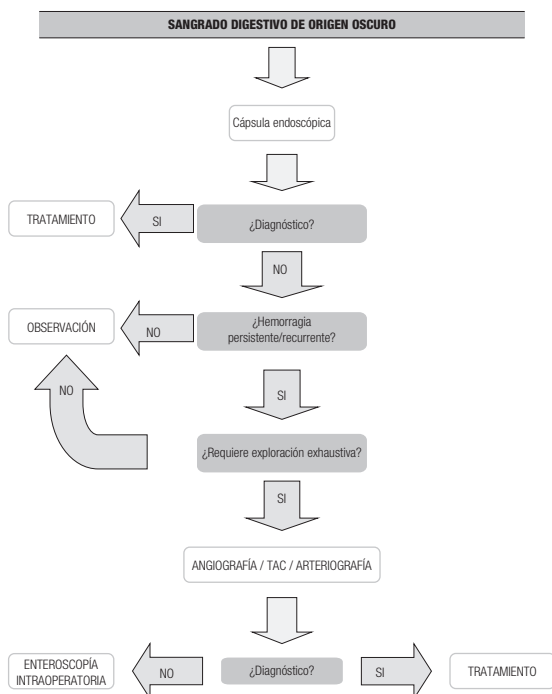 SANGRADO DIGESTIVO DE ORIGEN OSCURO
Cápsula endoscópica
TRATAMIENTO
SI
¿Diagnóstico?
NO
OBSERVACIÓN
NO
¿Hemorragia
persistente/recurrente?
NO
SI
¿Requiere exploración exhaustiva?
SI
ANGIOGRAFÍA / TAC / ARTERIOGRAFÍA
ENTEROSCOPÍA
INTRAOPERATORIA
NO
¿Diagnóstico?
SI
TRATAMIENTO